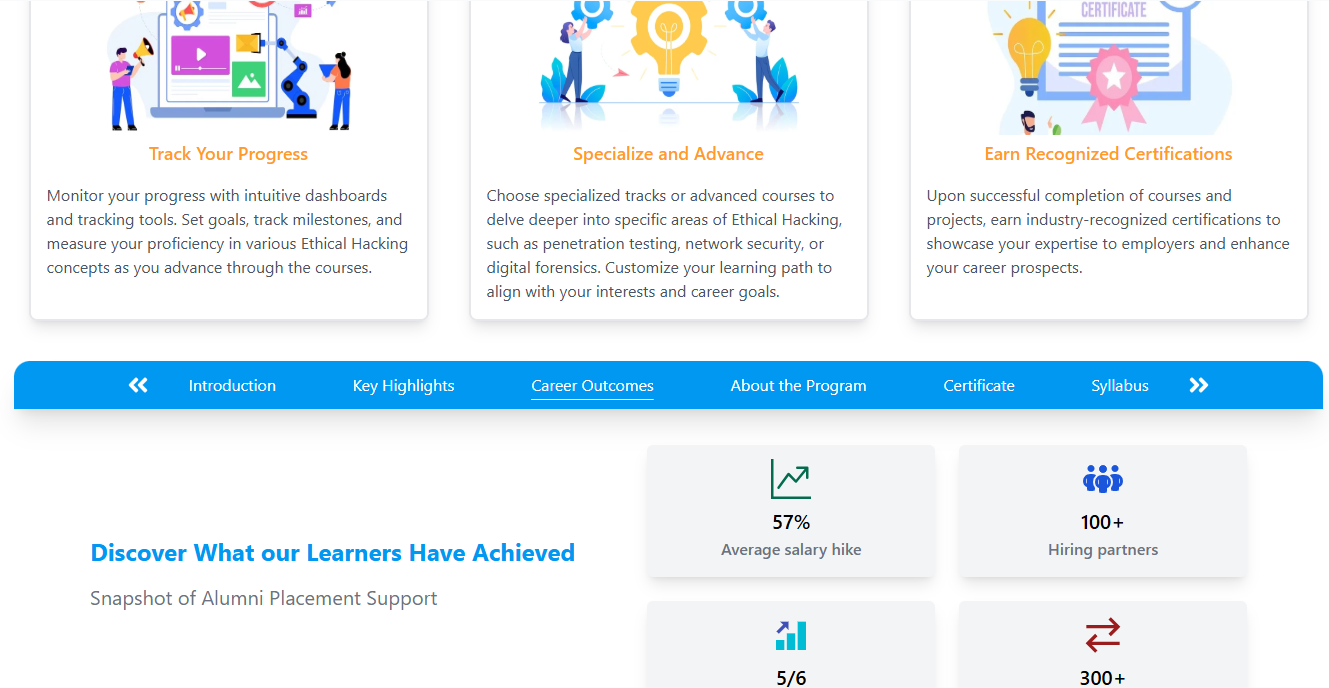 CERTIFICATE
Track Your Progress
Monitor your progress with intuitive dashboards
and tracking tools. Set goals, track milestones, and
measure your proficiency in various Ethical Hacking
concepts as you advance through the courses.
Specialize and Advance
Choose specialized tracks or advanced courses to
delve deeper into specific areas of Ethical Hacking,
such as penetration testing, network security, or
digital forensics. Customize your learning path to
align with your interests and career goals.
Earn Recognized Certifications
Upon successful completion of courses and
projects, earn industry-recognized certifications to
showcase your expertise to employers and enhance
your career prospects.
Introduction
Key Highlights
Career Outcomes
About the Program
Certificate
Syllabus
Discover What our Learners Have Achieved
Snapshot of Alumni Placement Support
57%
Average salary hike
100+
Hiring partners
5/6
300+